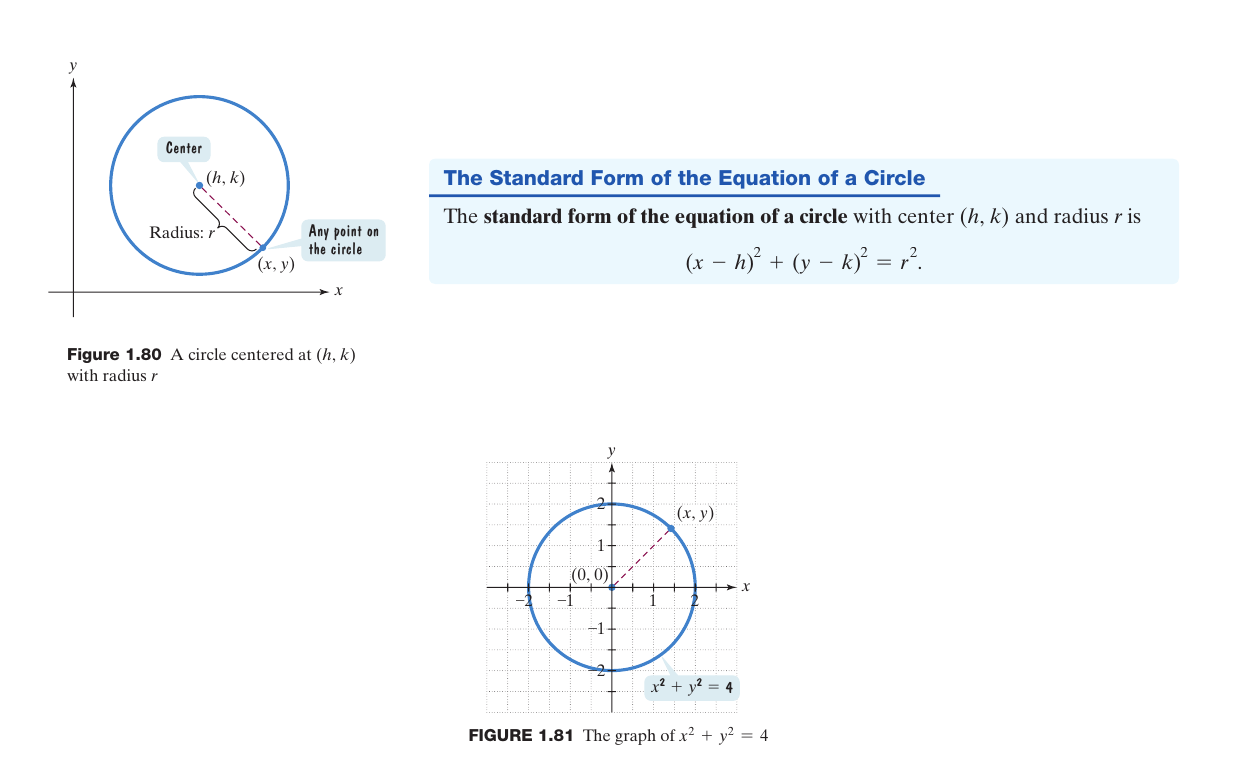 y
Center
(h, k)
Radius: r
Any point on
the circle
(x, y)
x
Figure 1.80 A circle centered at (h, k)
with radius r
The Standard Form of the Equation of a Circle
The standard form of the equation of a circle with center (h, k) and radius r is
(x − h)² + (y − k)² = r².
y
2
(x, y)
1
(0, 0)
x
−2 −1 1 2
−1
−2
x² + y² = 4
FIGURE 1.81 The graph of x² + y² = 4